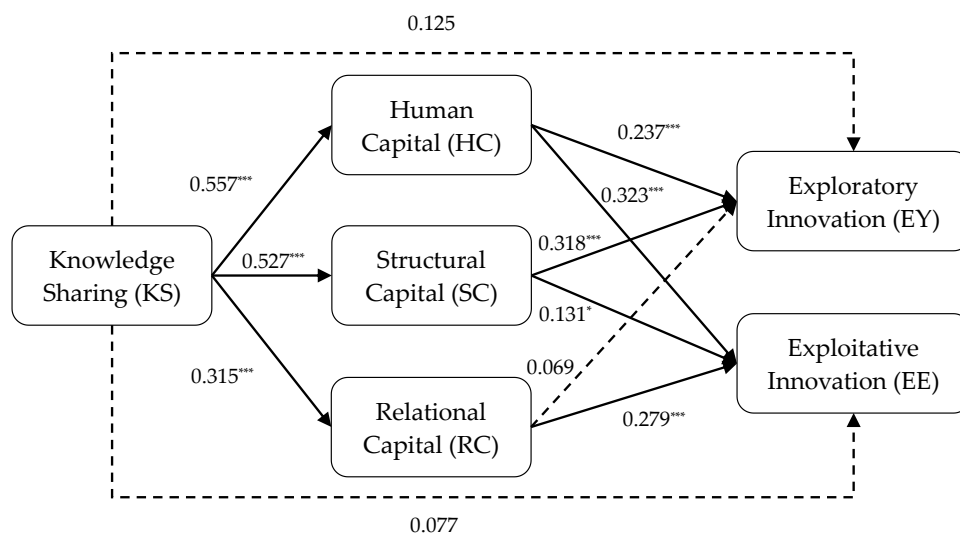 0.125
Human
Capital (HC)
0.237***
0.557***
0.323***
Exploratory
Innovation (EY)
Knowledge
Sharing (KS)
0.527***
Structural
Capital (SC)
0.318***
0.131*
Exploitative
Innovation (EE)
0.315***
0.069
Relational
Capital (RC)
0.279***
0.077